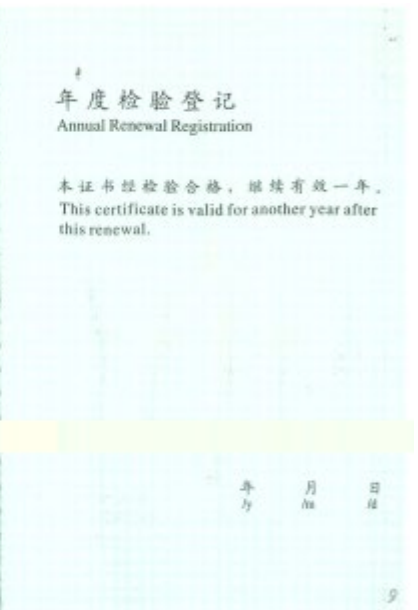 年度检验登记
Annual Renewal Registration
本证书经检验合格，继续有效一年。
This certificate is valid for another year after
this renewal.
年 月 日
/y /m /d
9